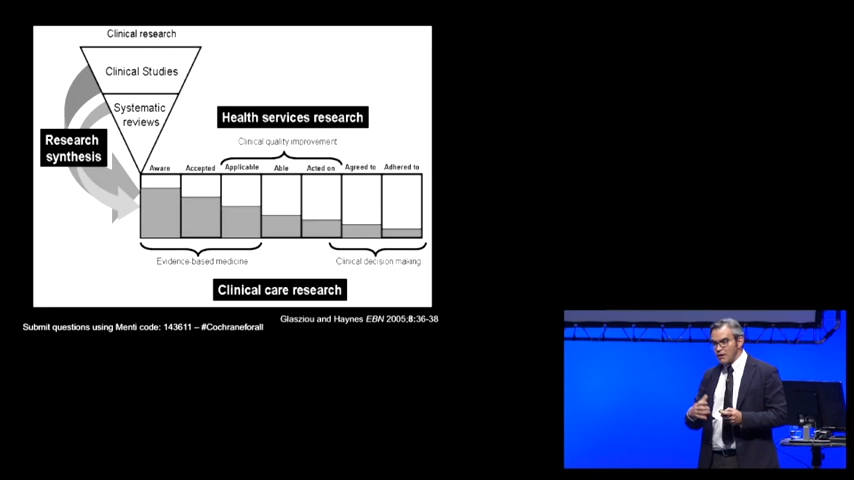 Clinical research
Clinical Studies
Systematic
reviews
Research
synthesis
Health services research
Clinical quality improvement
Aware Accepted Applicable Able Acted on Agreed to Adhered to
Evidence-based medicine
Clinical decision making
Clinical care research
Glasziou and Haynes EBN 2005;8:36-38
Submit questions using Menti code: 143611 – #Cochraneforall